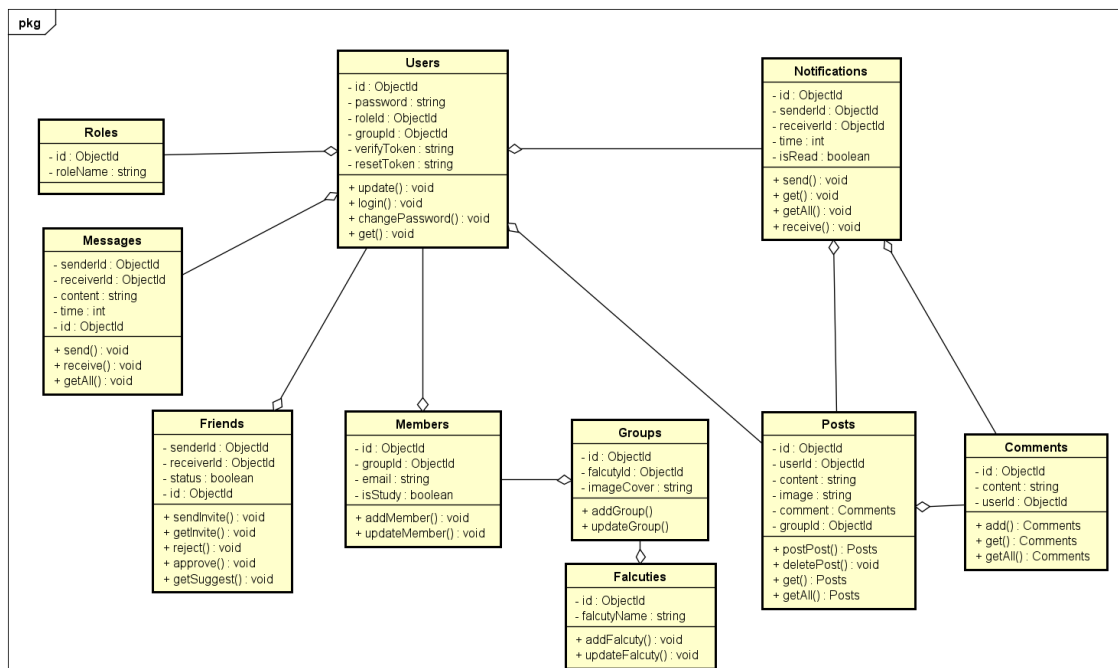 pkg
Users
- id : ObjectId
- password : string
- roleId : ObjectId
- groupId : ObjectId
- verifyToken : string
- resetToken : string
+ update() : void
+ login() : void
+ changePassword() : void
+ get() : void
Notifications
- id : ObjectId
- senderId : ObjectId
- receiverId : ObjectId
- time : int
- isRead : boolean
+ send() : void
+ get() : void
+ getAll() : void
+ receive() : void
Roles
- id : ObjectId
- roleName : string
Messages
- senderId : ObjectId
- receiverId : ObjectId
- content : string
- time : int
- id : ObjectId
+ send() : void
+ receive() : void
+ getAll() : void
Friends
- senderId : ObjectId
- receiverId : ObjectId
- status : boolean
- id : ObjectId
+ sendInvite() : void
+ getInvite() : void
+ reject() : void
+ approve() : void
+ getSuggest() : void
Members
- id : ObjectId
- groupId : ObjectId
- email : string
- isStudy : boolean
+ addMember() : void
+ updateMember() : void
Groups
- id : ObjectId
- falcutyId : ObjectId
- imageCover : string
+ addGroup()
+ updateGroup()
Falcuties
- id : ObjectId
- falcutyName : string
+ addFalcuty() : void
+ updateFalcuty() : void
Posts
- id : ObjectId
- userId : ObjectId
- content : string
- image : string
- comment : Comments
- groupId : ObjectId
+ postPost() : Posts
+ deletePost() : void
+ get() : Posts
+ getAll() : Posts
Comments
- id : ObjectId
- content : string
- userId : ObjectId
+ add() : Comments
+ get() : Comments
+ getAll() : Comments